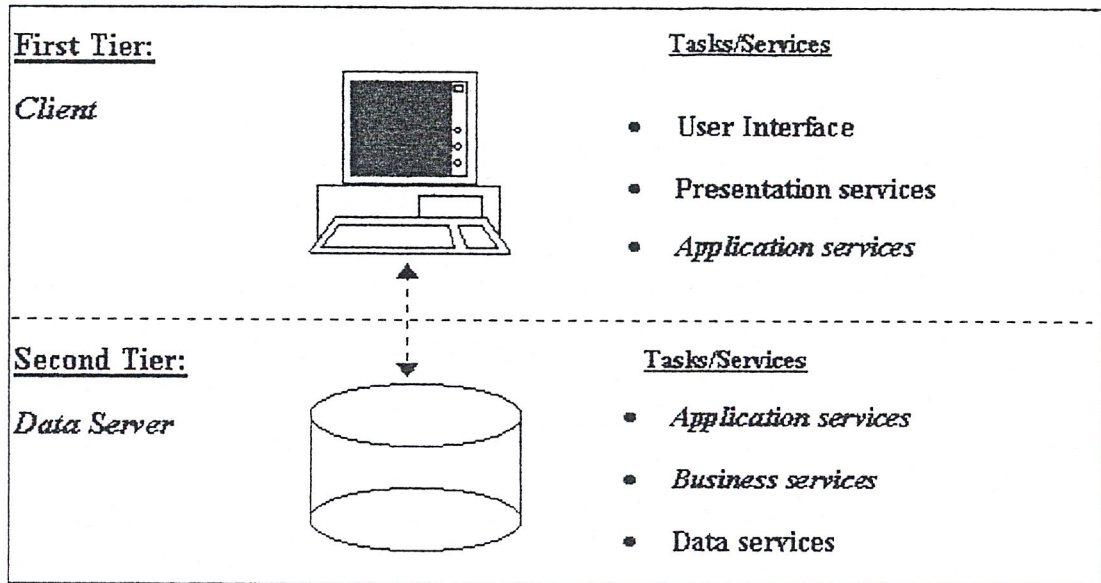 First Tier:
Client
Tasks/Services
• User Interface
• Presentation services
• Application services
Second Tier:
Data Server
Tasks/Services
• Application services
• Business services
• Data services